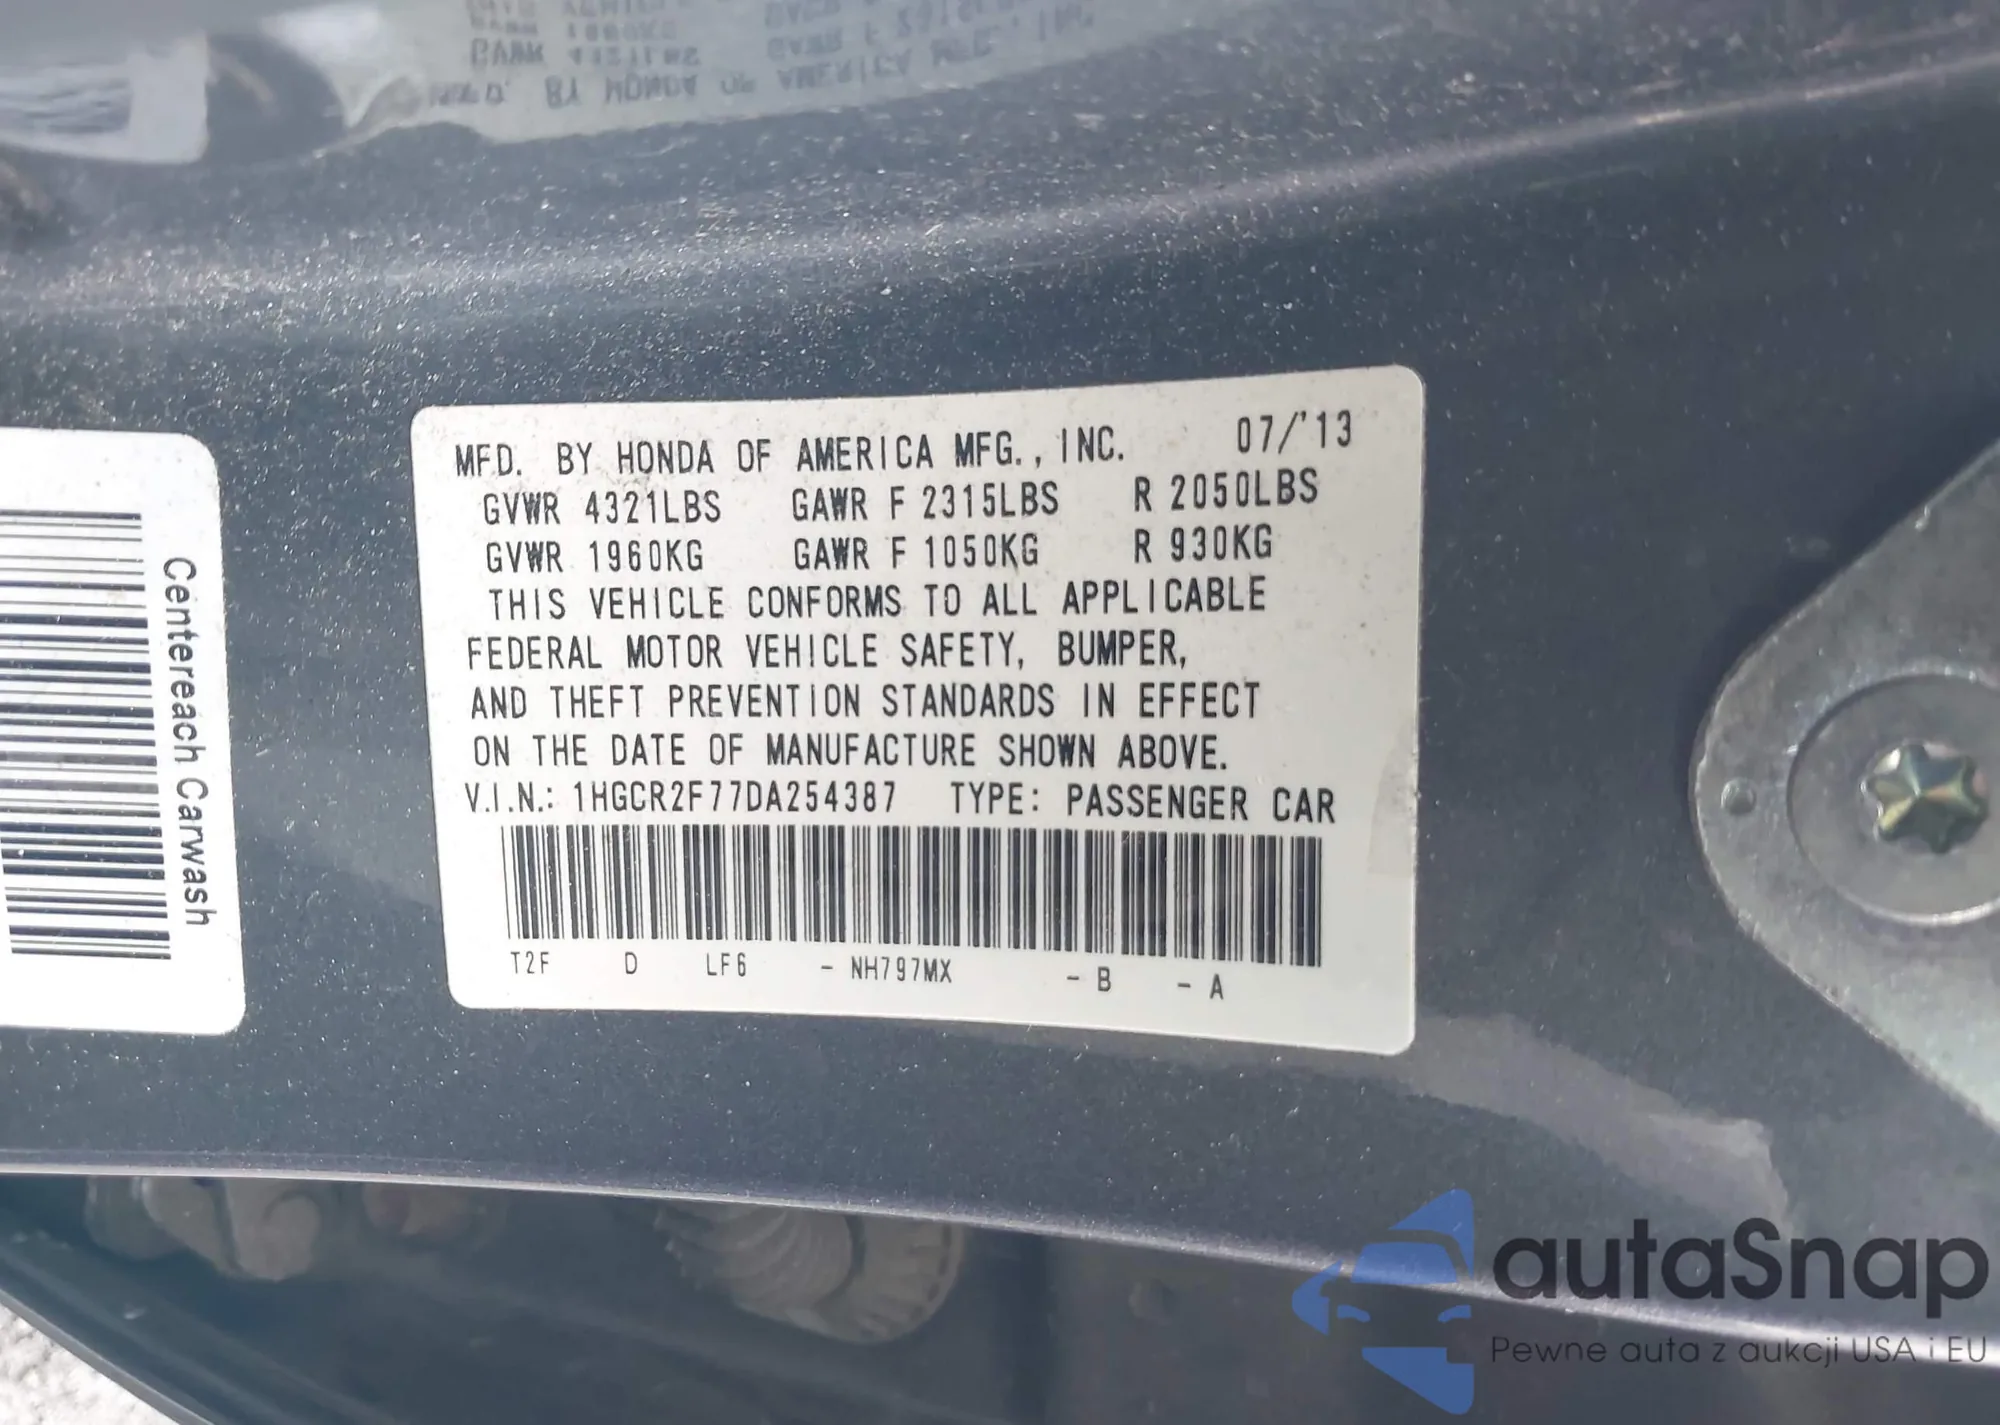 MFD. BY HONDA OF AMERICA MFG., INC. 07/'13
GVWR 4321LBS GAWR F 2315LBS R 2050LBS
GVWR 1960KG GAWR F 1050KG R 930KG
THIS VEHICLE CONFORMS TO ALL APPLICABLE
FEDERAL MOTOR VEHICLE SAFETY, BUMPER,
AND THEFT PREVENTION STANDARDS IN EFFECT
ON THE DATE OF MANUFACTURE SHOWN ABOVE.
V.I.N.: 1HGCR2F77DA254387 TYPE: PASSENGER CAR
T2F D LF6 - NH797MX - B - A
Centereach Carwash
autaSnap
Pewne auta z aukcji USA i EU